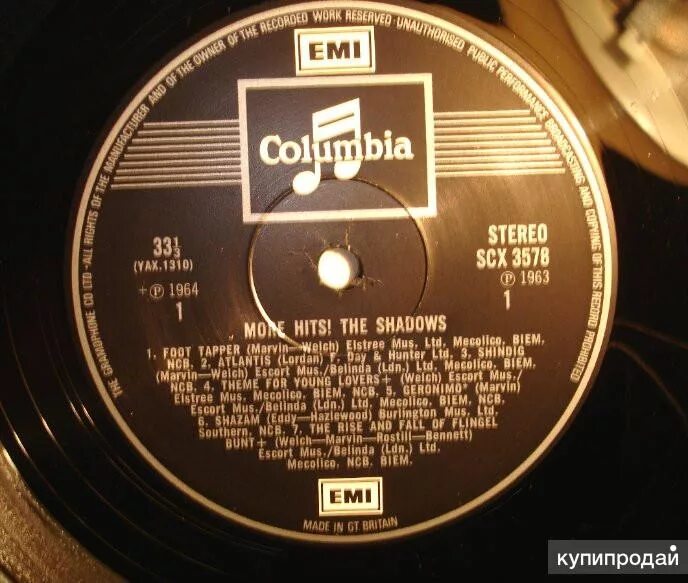 THE GRAMOPHONE CO LTD · ALL RIGHTS OF THE MANUFACTURER AND OF THE OWNER OF THE RECORDED WORK RESERVED · UNAUTHORISED PUBLIC PERFORMANCE BROADCASTING AND COPYING OF THIS RECORD PROHIBITED
EMI
Columbia
33⅓
(YAX.1310)
+ ℗ 1964
1
STEREO
SCX 3578
℗ 1963
1
MORE HITS! THE SHADOWS
1. FOOT TAPPER (Marvin—Welch) Elstree Mus. Ltd. Mecolico, BIEM,
NCB. 2. ATLANTIS (Lordan) F. Day & Hunter Ltd. 3. SHINDIG
(Marvin—Welch) Escort Mus./Belinda (Ldn.) Ltd. Mecolico, BIEM,
NCB. 4. THEME FOR YOUNG LOVERS+ (Welch) Escort Mus./
Elstree Mus. Mecolico, BIEM, NCB. 5. GERONIMO (Marvin)
Escort Mus./Belinda (Ldn.) Ltd. Mecolico, BIEM, NCB.
6. SHAZAM (Eddy—Hazlewood) Burlington Mus. Ltd.
Southern, NCB. 7. THE RISE AND FALL OF FLINGEL
BUNT+ (Welch—Marvin—Rostill—Bennett)
Escort Mus./Belinda (Ldn.) Ltd.
Mecolico, NCB, BIEM.
EMI
MADE IN GT. BRITAIN
купипродай